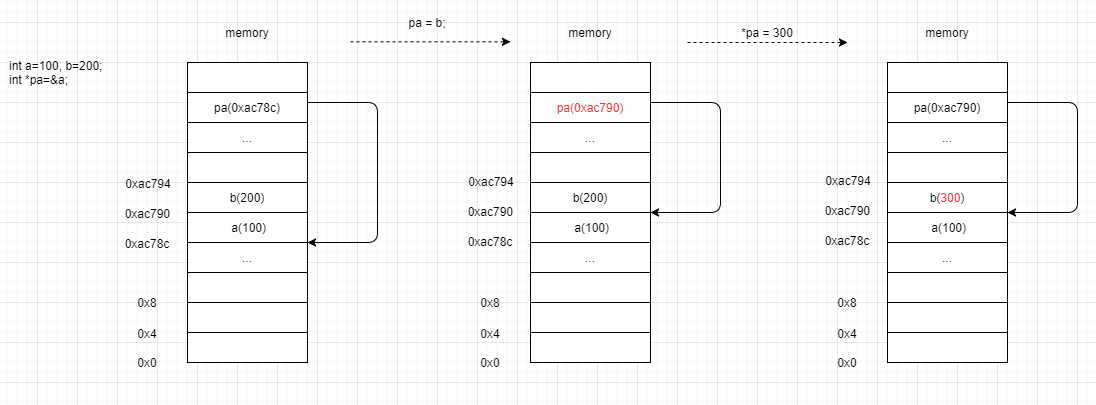 int a=100, b=200;
int *pa=&a;
memory
pa(0xac78c)
...
0xac794
b(200)
0xac790
a(100)
0xac78c
...
0x8
0x4
0x0
pa = b;
memory
pa(0xac790)
...
0xac794
b(200)
0xac790
a(100)
0xac78c
...
0x8
0x4
0x0
*pa = 300
memory
pa(0xac790)
...
0xac794
b(300)
0xac790
a(100)
0xac78c
...
0x8
0x4
0x0